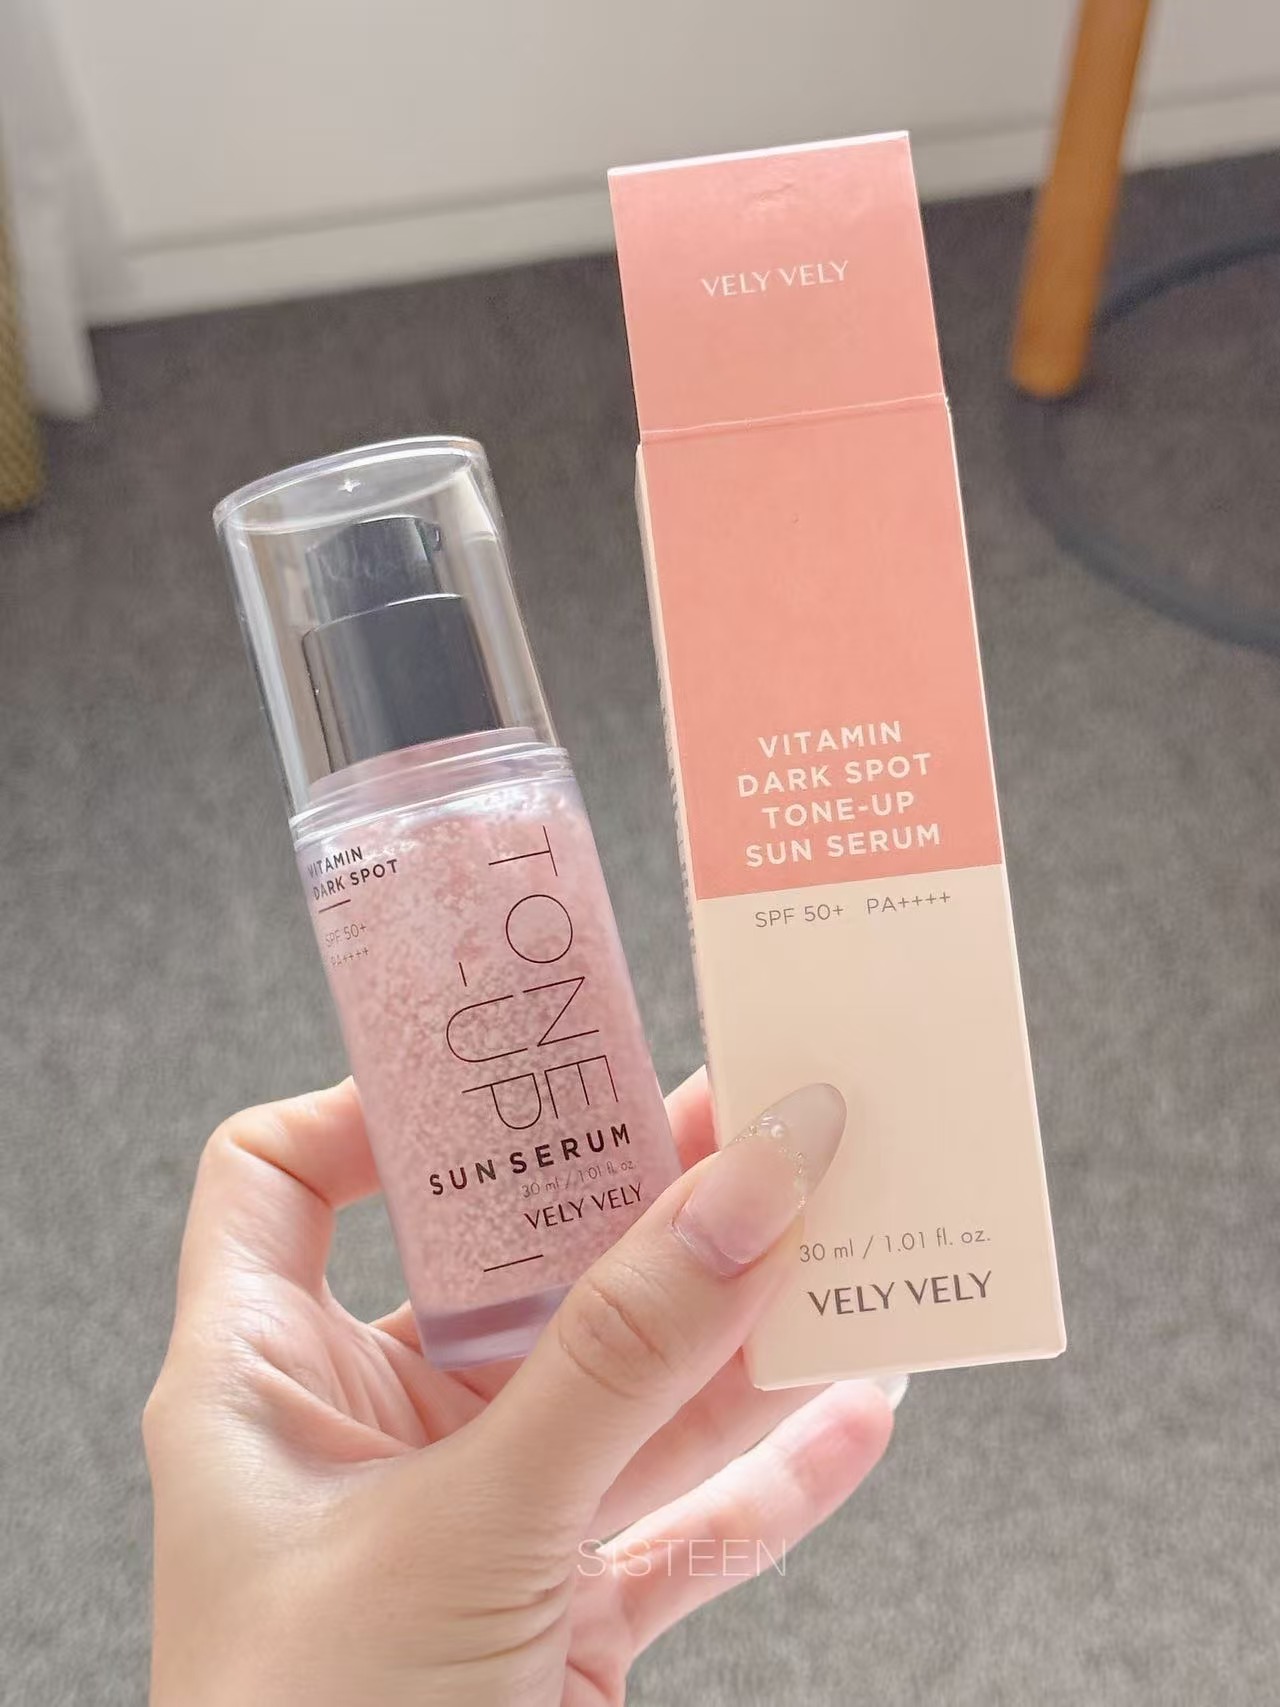 VELY VELY
VITAMIN
DARK SPOT
TONE-UP
SUN SERUM
SPF 50+ PA++++
30 ml / 1.01 fl. oz.
VELY VELY
VITAMIN
DARK SPOT
SPF 50+
PA++++
TONE
-UP
SUN SERUM
30 ml / 1.01 fl. oz.
VELY VELY
SISTEEN